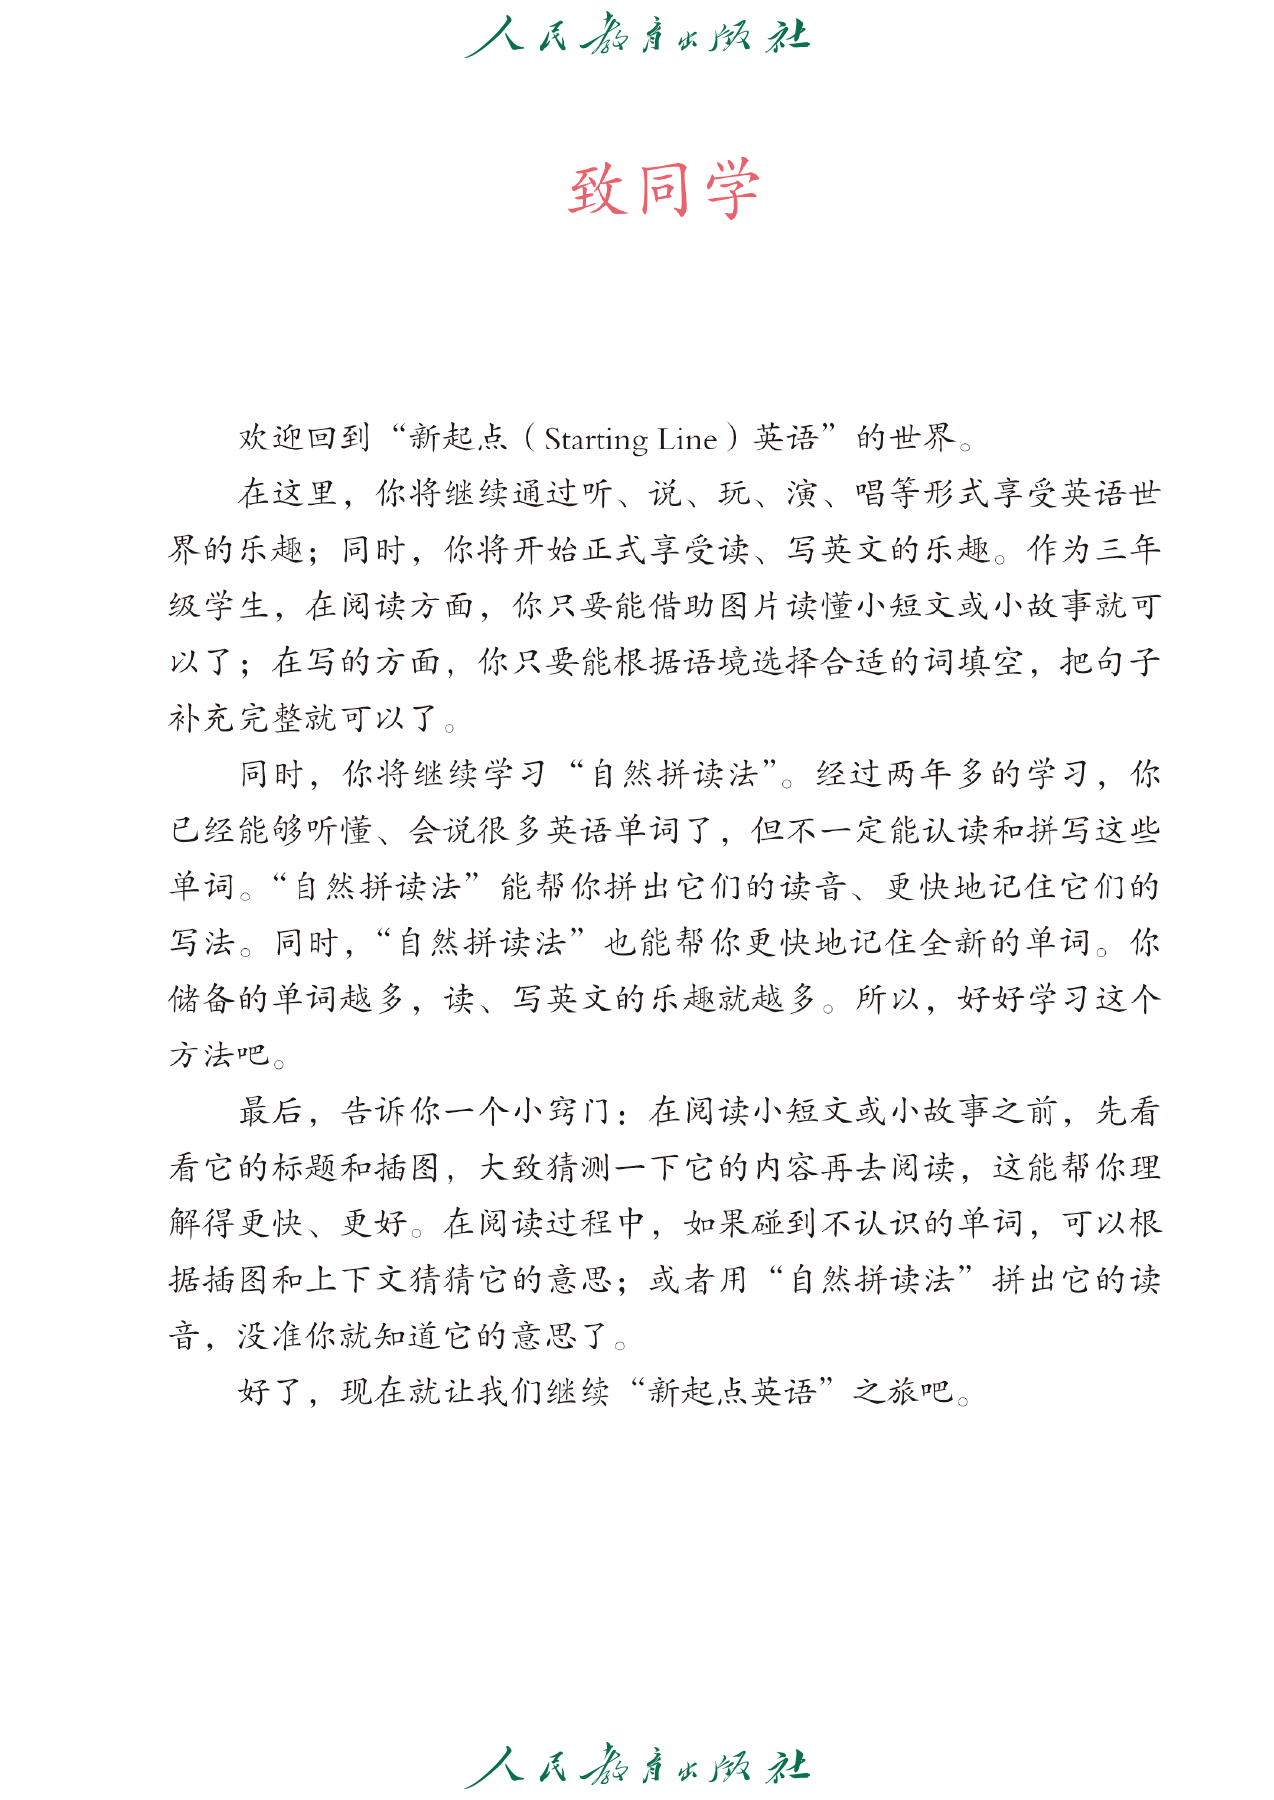 人民教育出版社
致同学
欢迎回到“新起点（Starting Line）英语”的世界。
在这里，你将继续通过听、说、玩、演、唱等形式享受英语世
界的乐趣；同时，你将开始正式享受读、写英文的乐趣。作为三年
级学生，在阅读方面，你只要能借助图片读懂小短文或小故事就可
以了；在写的方面，你只要能根据语境选择合适的词填空，把句子
补充完整就可以了。
同时，你将继续学习“自然拼读法”。经过两年多的学习，你
已经能够听懂、会说很多英语单词了，但不一定能认读和拼写这些
单词。“自然拼读法”能帮你拼出它们的读音、更快地记住它们的
写法。同时，“自然拼读法”也能帮你更快地记住全新的单词。你
储备的单词越多，读、写英文的乐趣就越多。所以，好好学习这个
方法吧。
最后，告诉你一个小窍门：在阅读小短文或小故事之前，先看
看它的标题和插图，大致猜测一下它的内容再去阅读，这能帮你理
解得更快、更好。在阅读过程中，如果碰到不认识的单词，可以根
据插图和上下文猜猜它的意思；或者用“自然拼读法”拼出它的读
音，没准你就知道它的意思了。
好了，现在就让我们继续“新起点英语”之旅吧。
人民教育出版社